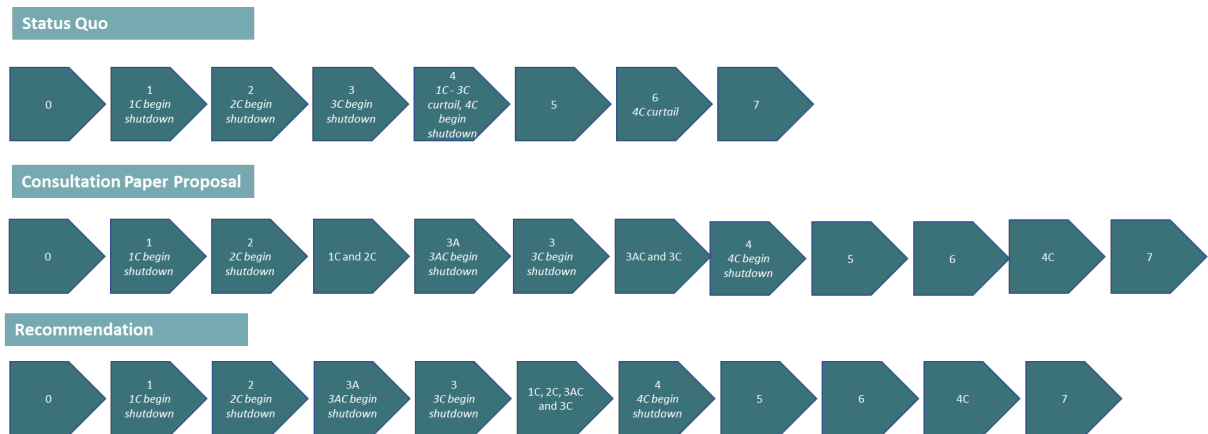 Status Quo
0
1
1C begin
shutdown
2
2C begin
shutdown
3
3C begin
shutdown
4
1C - 3C
curtail, 4C
begin
shutdown
5
6
4C curtail
7
Consultation Paper Proposal
0
1
1C begin
shutdown
2
2C begin
shutdown
1C and 2C
3A
3AC begin
shutdown
3
3C begin
shutdown
3AC and 3C
4
4C begin
shutdown
5
6
4C
7
Recommendation
0
1
1C begin
shutdown
2
2C begin
shutdown
3A
3AC begin
shutdown
3
3C begin
shutdown
1C, 2C, 3AC
and 3C
4
4C begin
shutdown
5
6
4C
7